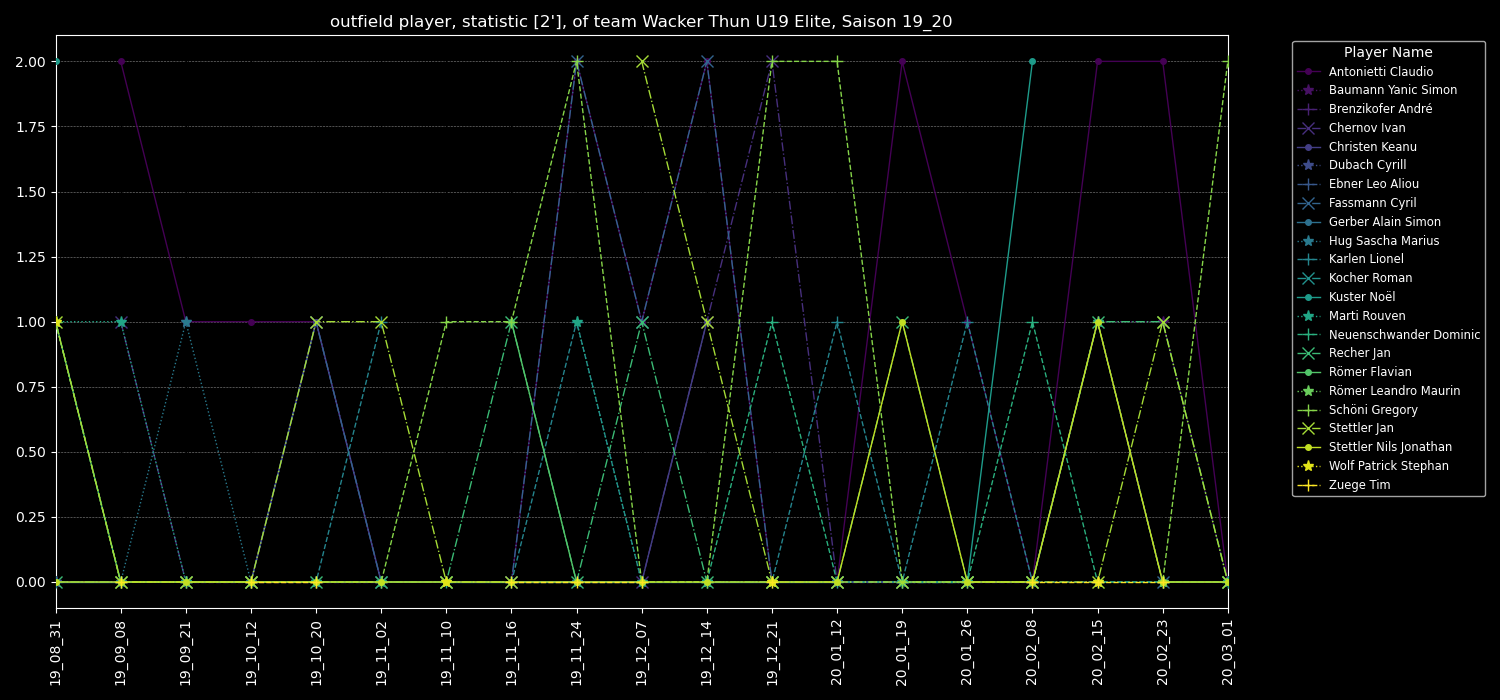 outfield player, statistic [2'], of team Wacker Thun U19 Elite, Saison 19_20
2.00
1.75
1.50
1.25
1.00
0.75
0.50
0.25
0.00
19_08_31
19_09_08
19_09_21
19_10_12
19_10_20
19_11_02
19_11_10
19_11_16
19_11_24
19_12_07
19_12_14
19_12_21
20_01_12
20_01_19
20_01_26
20_02_08
20_02_15
20_02_23
20_03_01
Player Name
Antonietti Claudio
Baumann Yanic Simon
Brenzikofer André
Chernov Ivan
Christen Keanu
Dubach Cyrill
Ebner Leo Aliou
Fassmann Cyril
Gerber Alain Simon
Hug Sascha Marius
Karlen Lionel
Kocher Roman
Kuster Noël
Marti Rouven
Neuenschwander Dominic
Recher Jan
Römer Flavian
Römer Leandro Maurin
Schöni Gregory
Stettler Jan
Stettler Nils Jonathan
Wolf Patrick Stephan
Zuege Tim